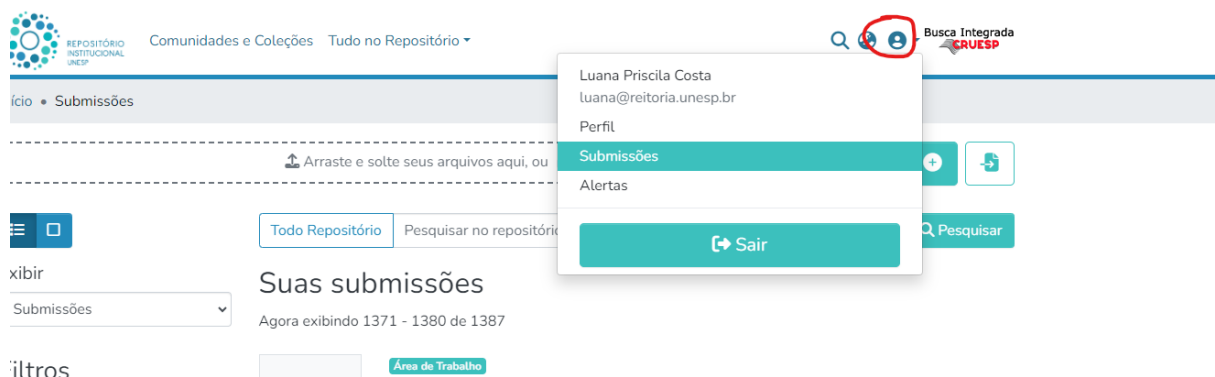 REPOSITÓRIO
INSTITUCIONAL
UNESP
Comunidades e Coleções Tudo no Repositório
Busca Integrada
CRUESP
Luana Priscila Costa
luana@reitoria.unesp.br
Perfil
Submissões
Alertas
Sair
ício • Submissões
Arraste e solte seus arquivos aqui, ou
Todo Repositório Pesquisar no repositório Pesquisar
xibir
Submissões
Suas submissões
Agora exibindo 1371 - 1380 de 1387
iltros
Área de Trabalho